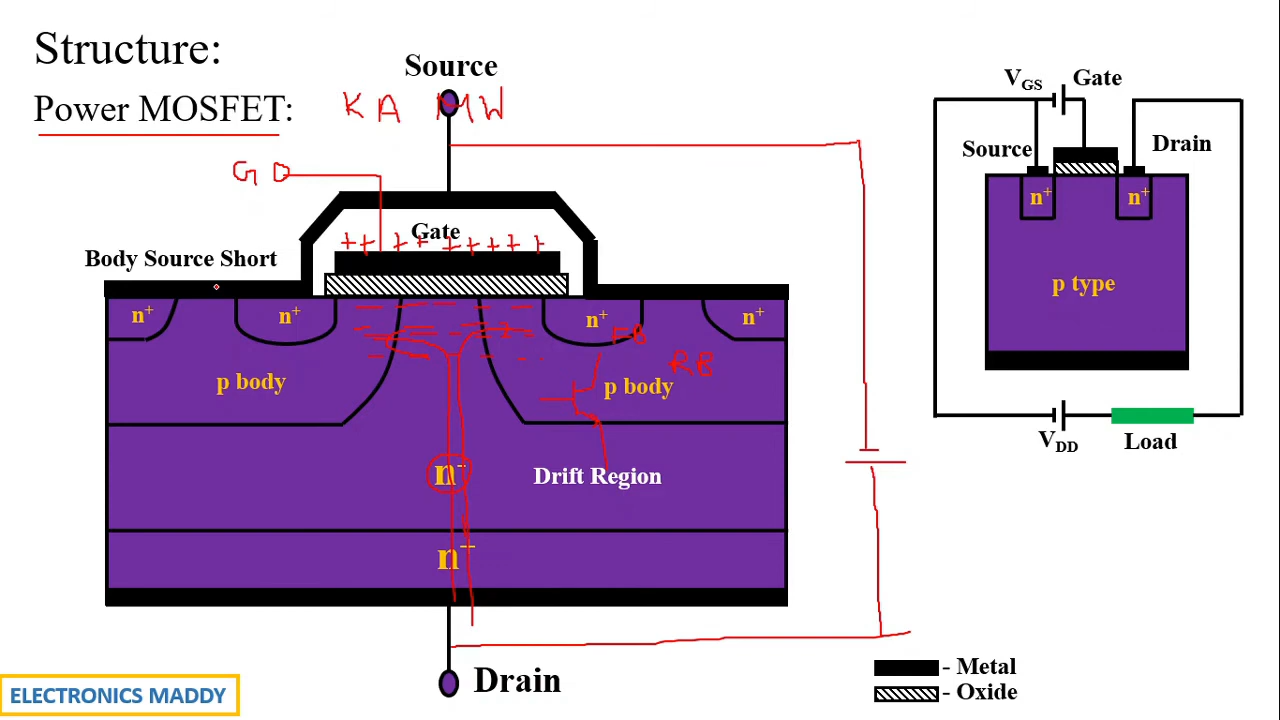 Structure:
Power MOSFET:
Source
KA MW
G
Gate
+ + + + + + + + +
Body Source Short
n+ n+ n+ n+
FB
RB
p body p body
n- Drift Region
n+
Drain
ELECTRONICS MADDY
VGS Gate
Source Drain
n+ n+
p type
VDD Load
- Metal
- Oxide